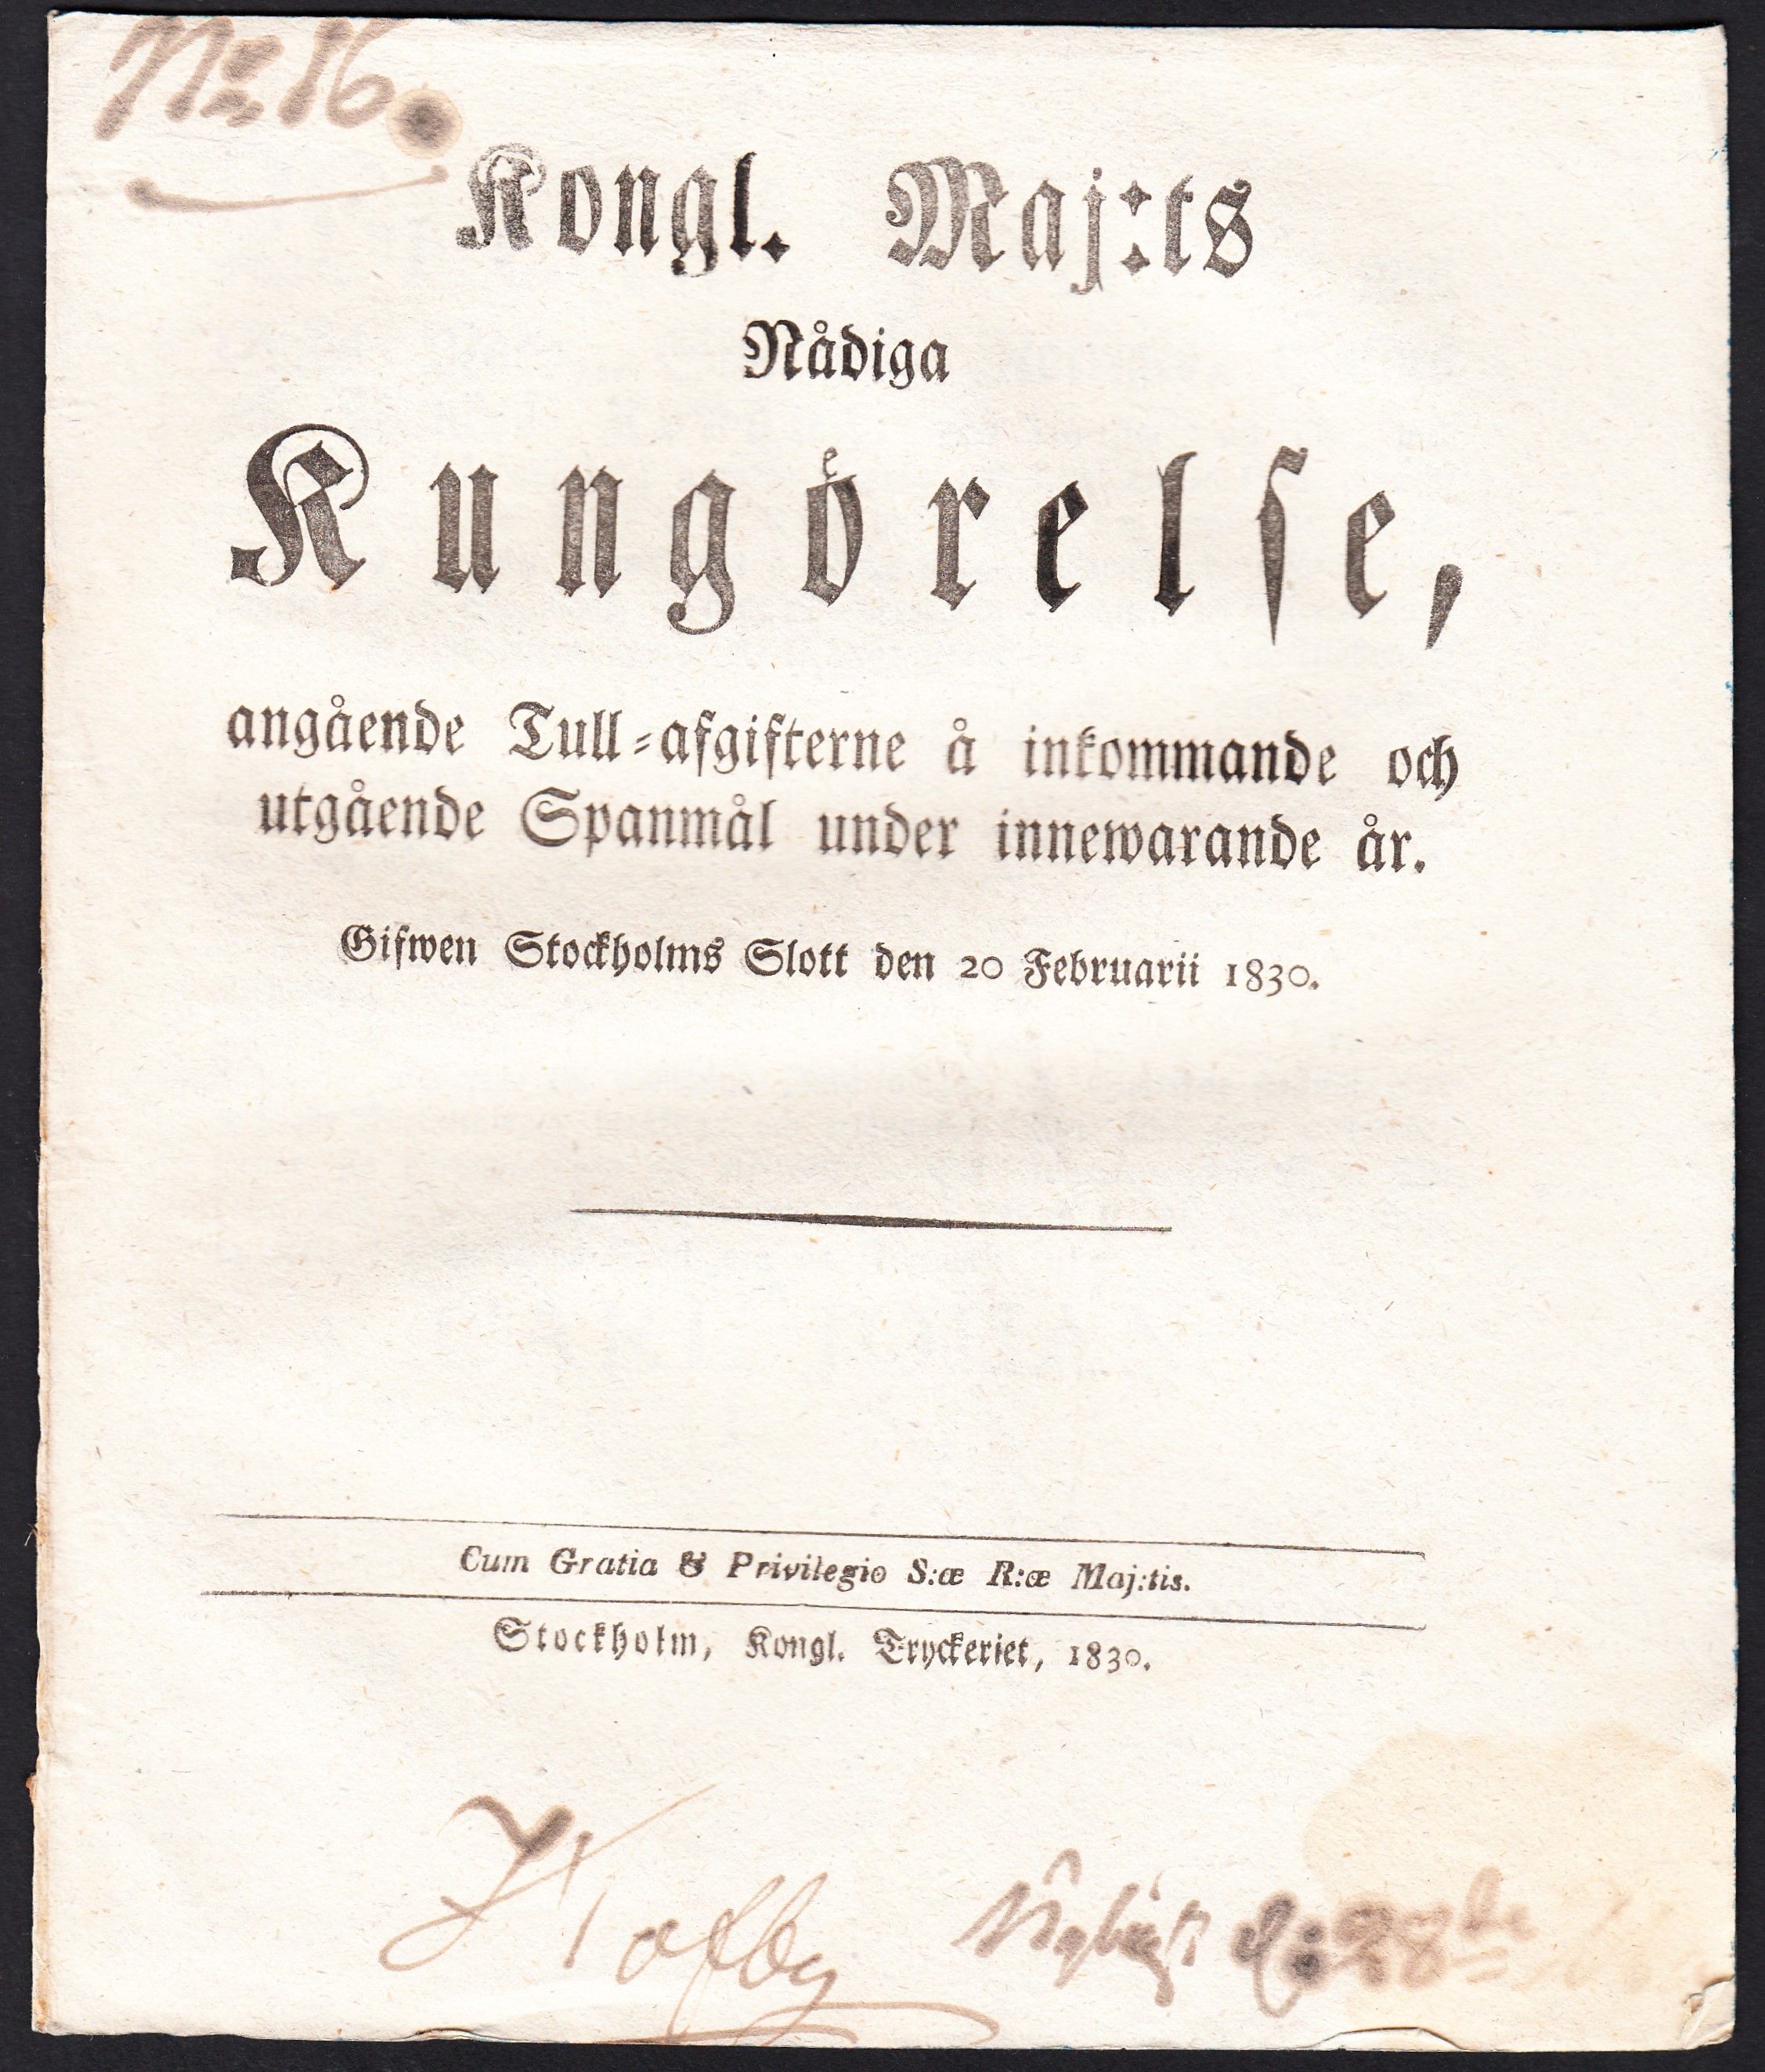 No 16.
Kongl. Maj:ts
Nådiga
Kungörelse,
angående Tull-afgifterne å inkommande och
utgående Spanmål under innewarande år.
Gifwen Stockholms Slott den 20 Februarii 1830.
Cum Gratia & Privilegio S:æ R:æ Maj:tis.
Stockholm, Kongl. Tryckeriet, 1830.